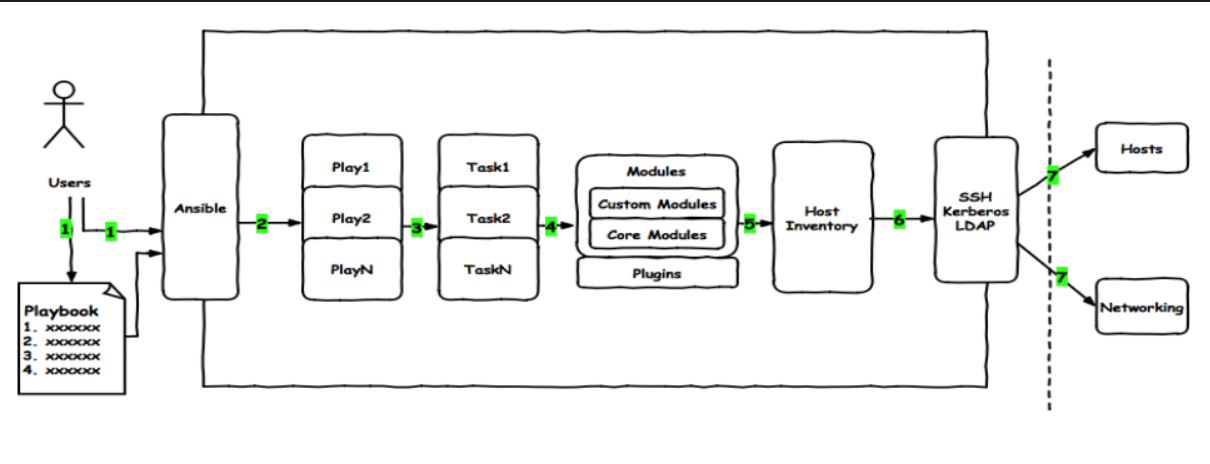 Users
1
1
Playbook
1. xxxxxx
2. xxxxxx
3. xxxxxx
4. xxxxxx
Ansible
2
Play1
Play2
PlayN
3
Task1
Task2
TaskN
4
Modules
Custom Modules
Core Modules
Plugins
5
Host
Inventory
6
SSH
Kerberos
LDAP
7
7
Hosts
Networking